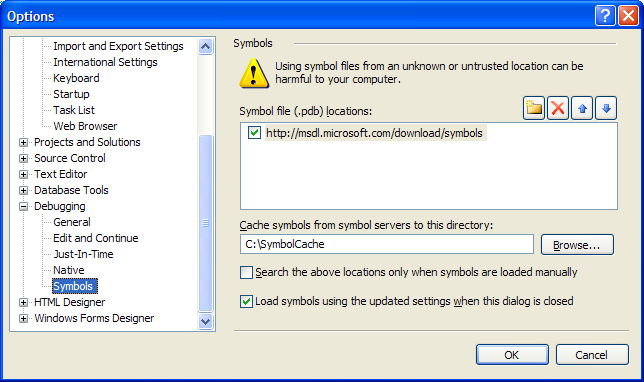 Options
Import and Export Settings
International Settings
Keyboard
Startup
Task List
Web Browser
Projects and Solutions
Source Control
Text Editor
Database Tools
Debugging
General
Edit and Continue
Just-In-Time
Native
Symbols
HTML Designer
Windows Forms Designer
Symbols
Using symbol files from an unknown or untrusted location can be
harmful to your computer.
Symbol file (.pdb) locations:
http://msdl.microsoft.com/download/symbols
Cache symbols from symbol servers to this directory:
C:\SymbolCache
Browse...
Search the above locations only when symbols are loaded manually
Load symbols using the updated settings when this dialog is closed
OK
Cancel